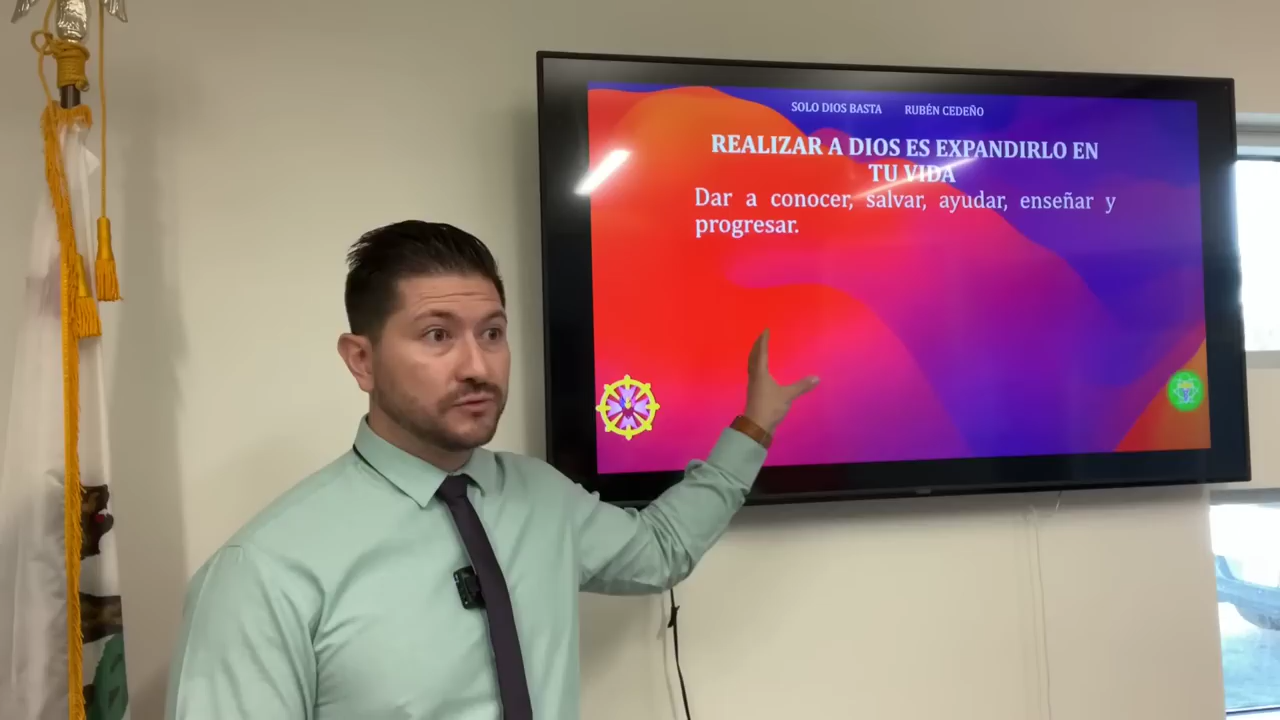 SOLO DIOS BASTA RUBÉN CEDEÑO
REALIZAR A DIOS ES EXPANDIRLO EN
TU VIDA
Dar a conocer, salvar, ayudar, enseñar y
progresar.